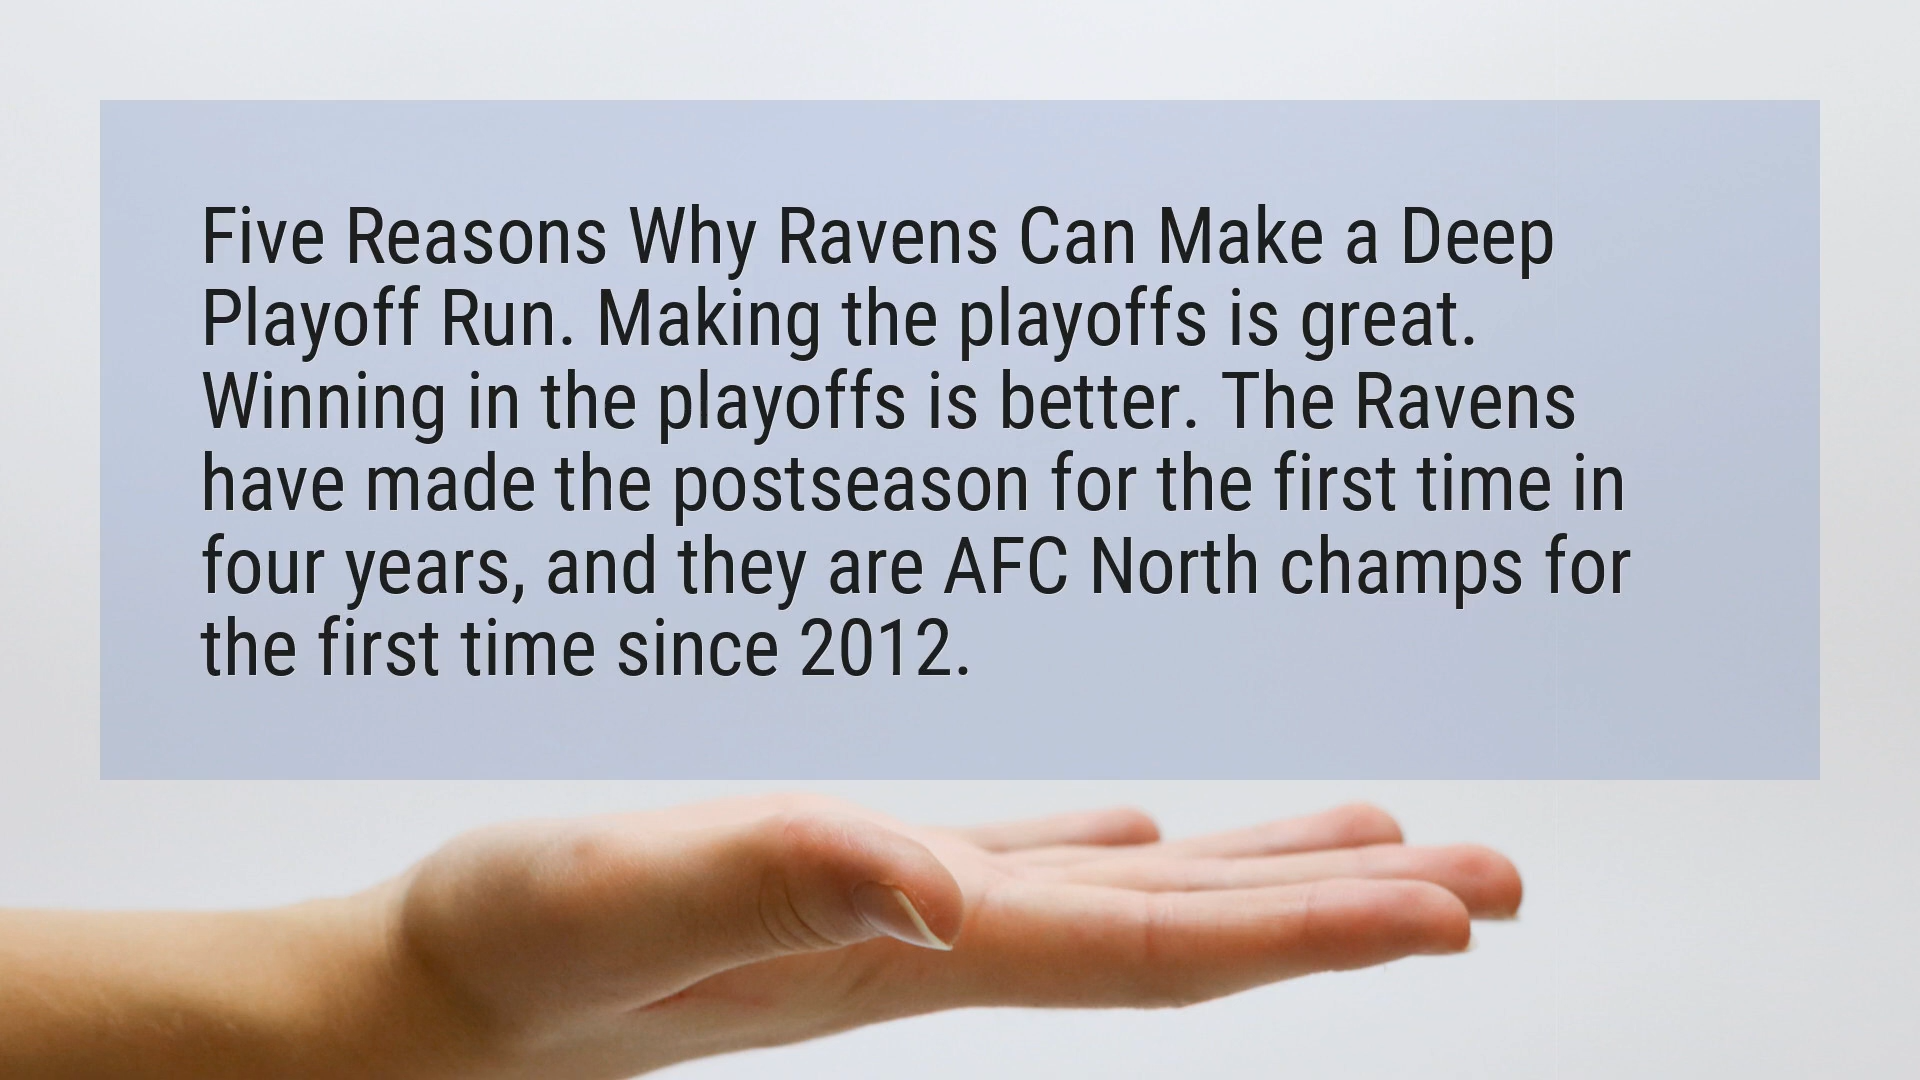 Five Reasons Why Ravens Can Make a Deep
Playoff Run. Making the playoffs is great.
Winning in the playoffs is better. The Ravens
have made the postseason for the first time in
four years, and they are AFC North champs for
the first time since 2012.